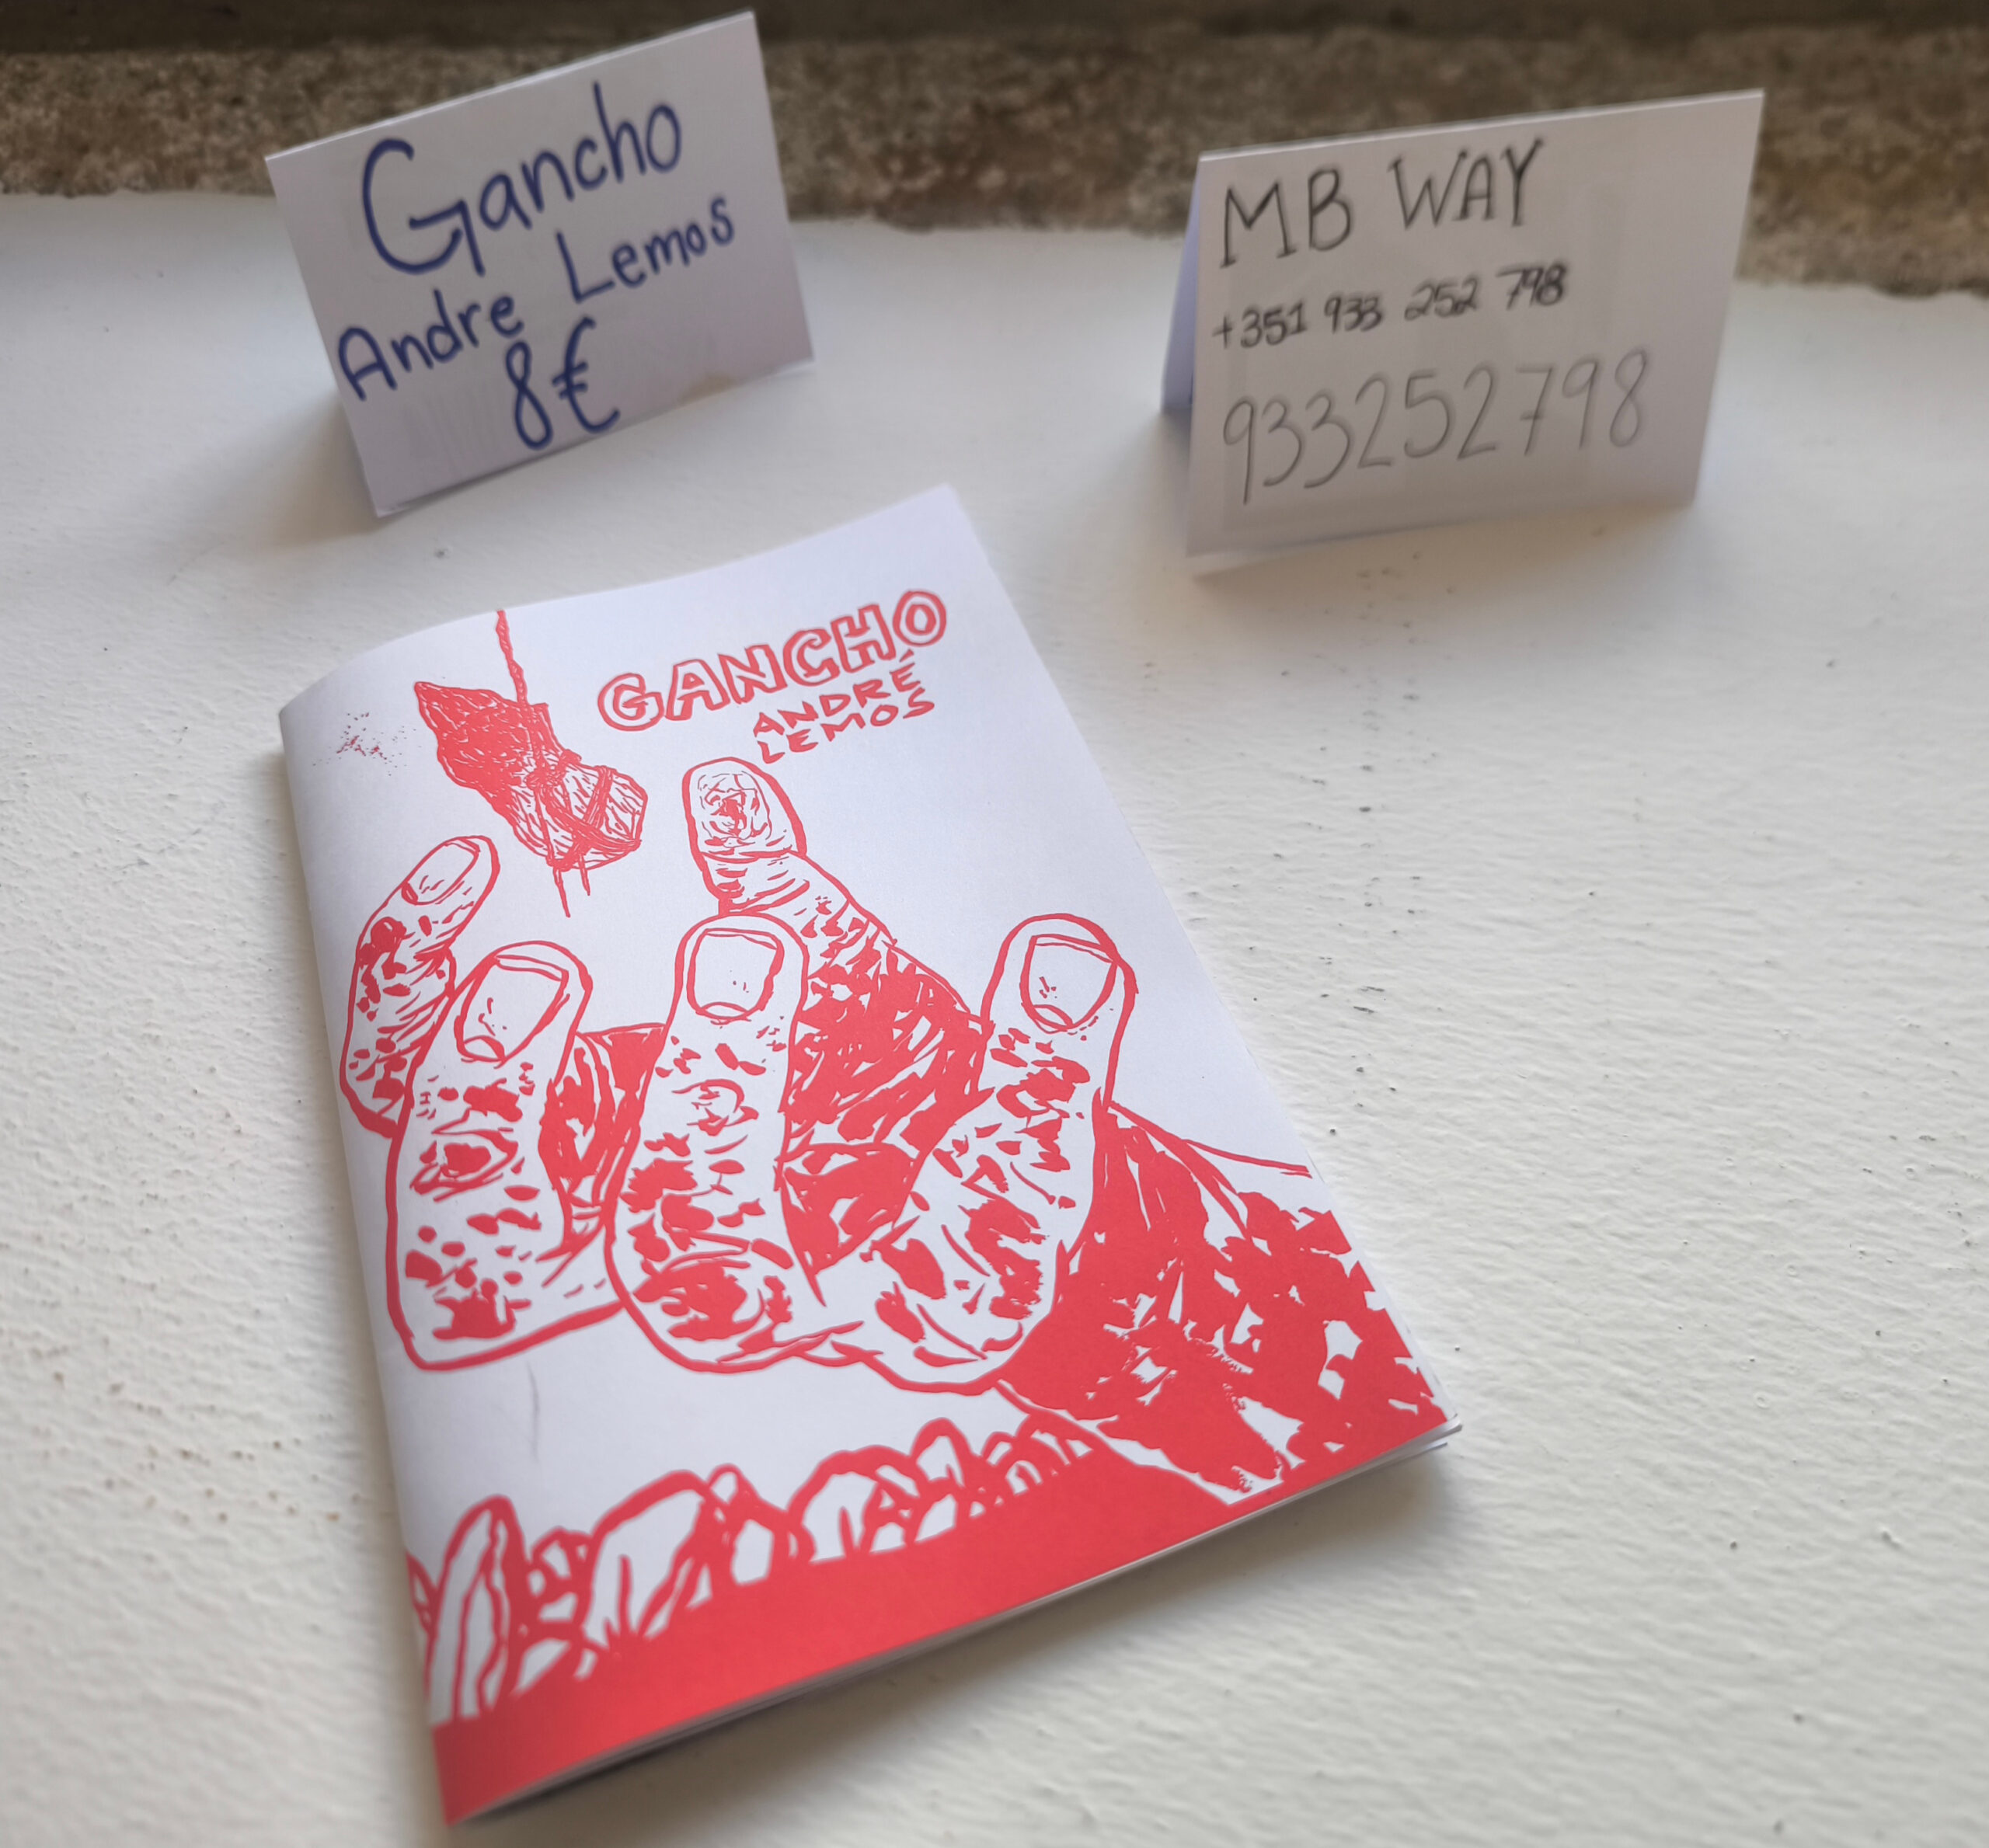 Gancho
Andre Lemos
8€
MB WAY
+351 933 252 798
933252798
GANCHO
ANDRÉ
LEMOS